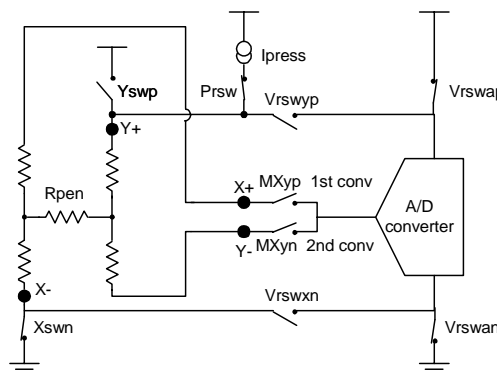 Ipress
Yswp
Prsw
Vrswyp
Vrswap
Y+
Rpen
X+
MXyp 1st conv
A/D
converter
Y-
MXyn 2nd conv
X-
Vrswxn
Xswn
Vrswan